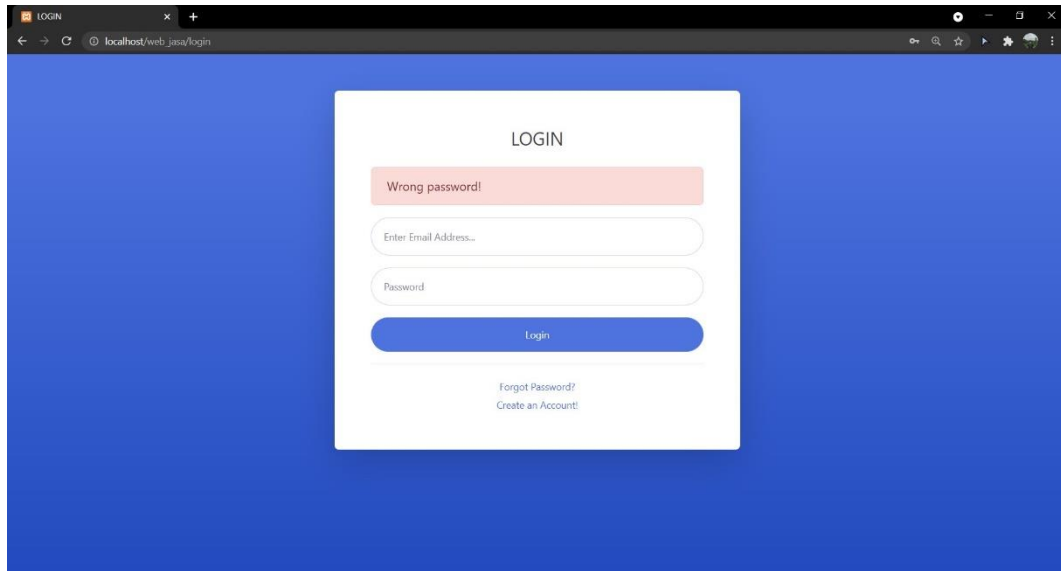 LOGIN
localhost/web_jasa/login
LOGIN
Wrong password!
Enter Email Address...
Password
Login
Forgot Password?
Create an Account!